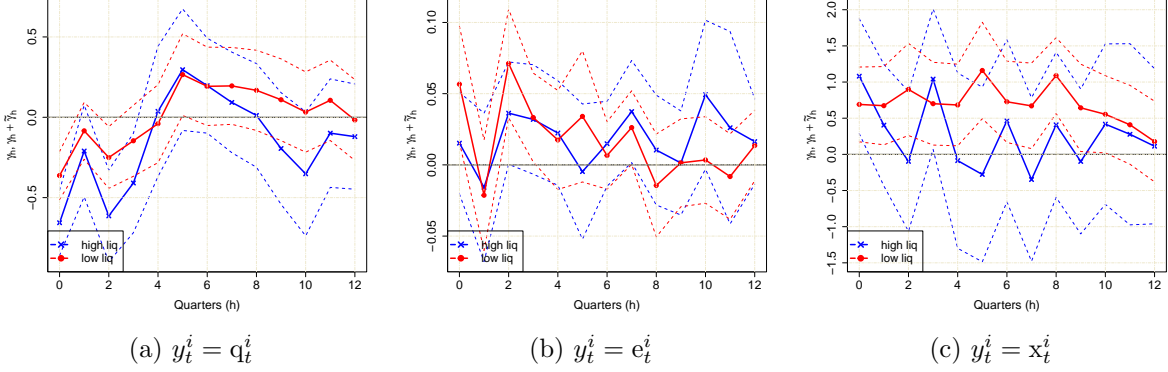 γh, γh + γ̃h
0.5
0.0
−0.5
high liq
low liq
0 2 4 6 8 10 12
Quarters (h)
(a) y_t^i = q_t^i
γh, γh + γ̃h
0.10
0.05
0.00
−0.05
high liq
low liq
0 2 4 6 8 10 12
Quarters (h)
(b) y_t^i = e_t^i
γh, γh + γ̃h
2.0
1.5
1.0
0.5
0.0
−0.5
−1.0
−1.5
high liq
low liq
0 2 4 6 8 10 12
Quarters (h)
(c) y_t^i = x_t^i